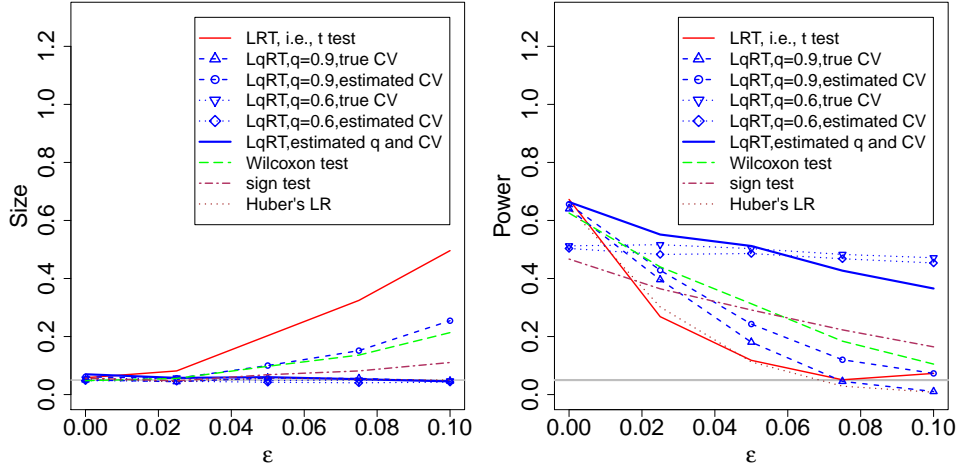 LRT, i.e., t test
LqRT,q=0.9,true CV
LqRT,q=0.9,estimated CV
LqRT,q=0.6,true CV
LqRT,q=0.6,estimated CV
LqRT,estimated q and CV
Wilcoxon test
sign test
Huber's LR
Size
0.0
0.2
0.4
0.6
0.8
1.0
1.2
0.00
0.02
0.04
0.06
0.08
0.10
ε
LRT, i.e., t test
LqRT,q=0.9,true CV
LqRT,q=0.9,estimated CV
LqRT,q=0.6,true CV
LqRT,q=0.6,estimated CV
LqRT,estimated q and CV
Wilcoxon test
sign test
Huber's LR
Power
0.0
0.2
0.4
0.6
0.8
1.0
1.2
0.00
0.02
0.04
0.06
0.08
0.10
ε